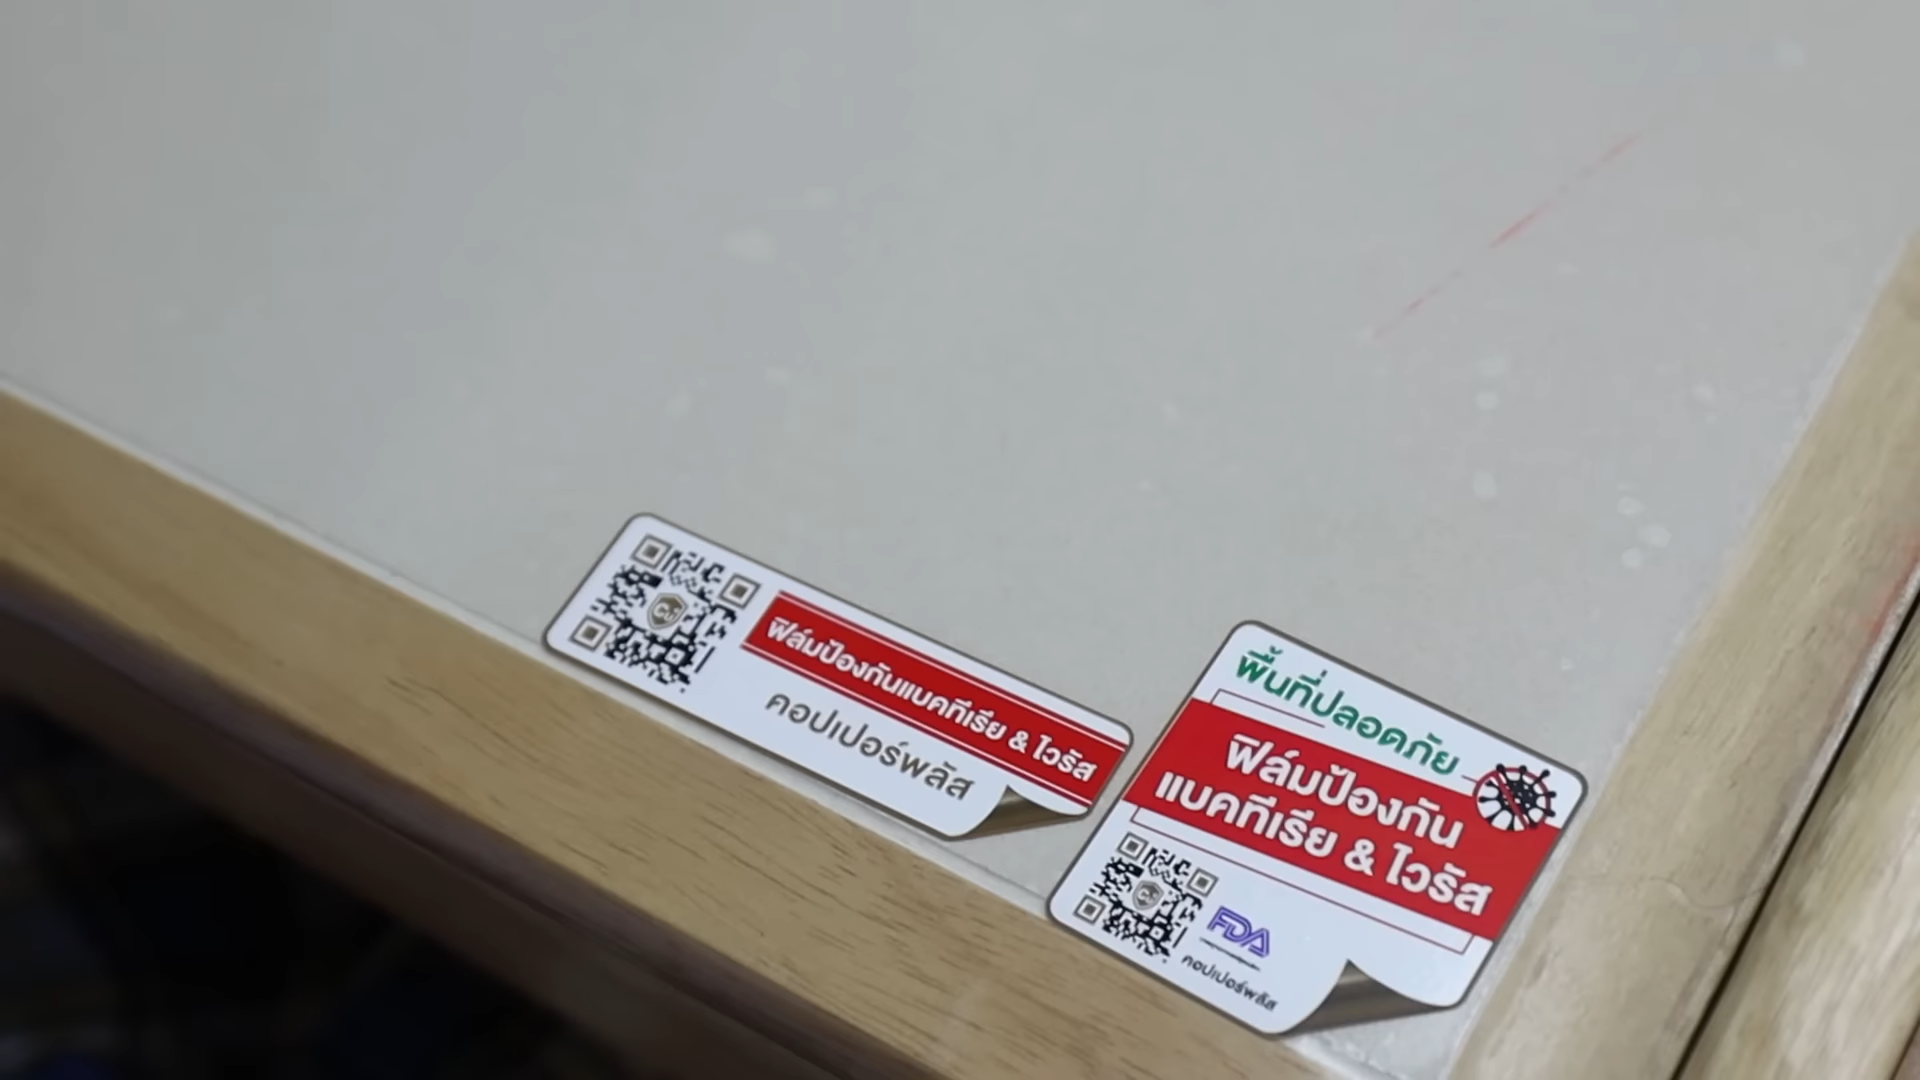 ฟิล์มป้องกันแบคทีเรีย & ไวรัส
คอปเปอร์พลัส
พื้นที่ปลอดภัย
ฟิล์มป้องกัน
แบคทีเรีย & ไวรัส
FDA
คอปเปอร์พลัส